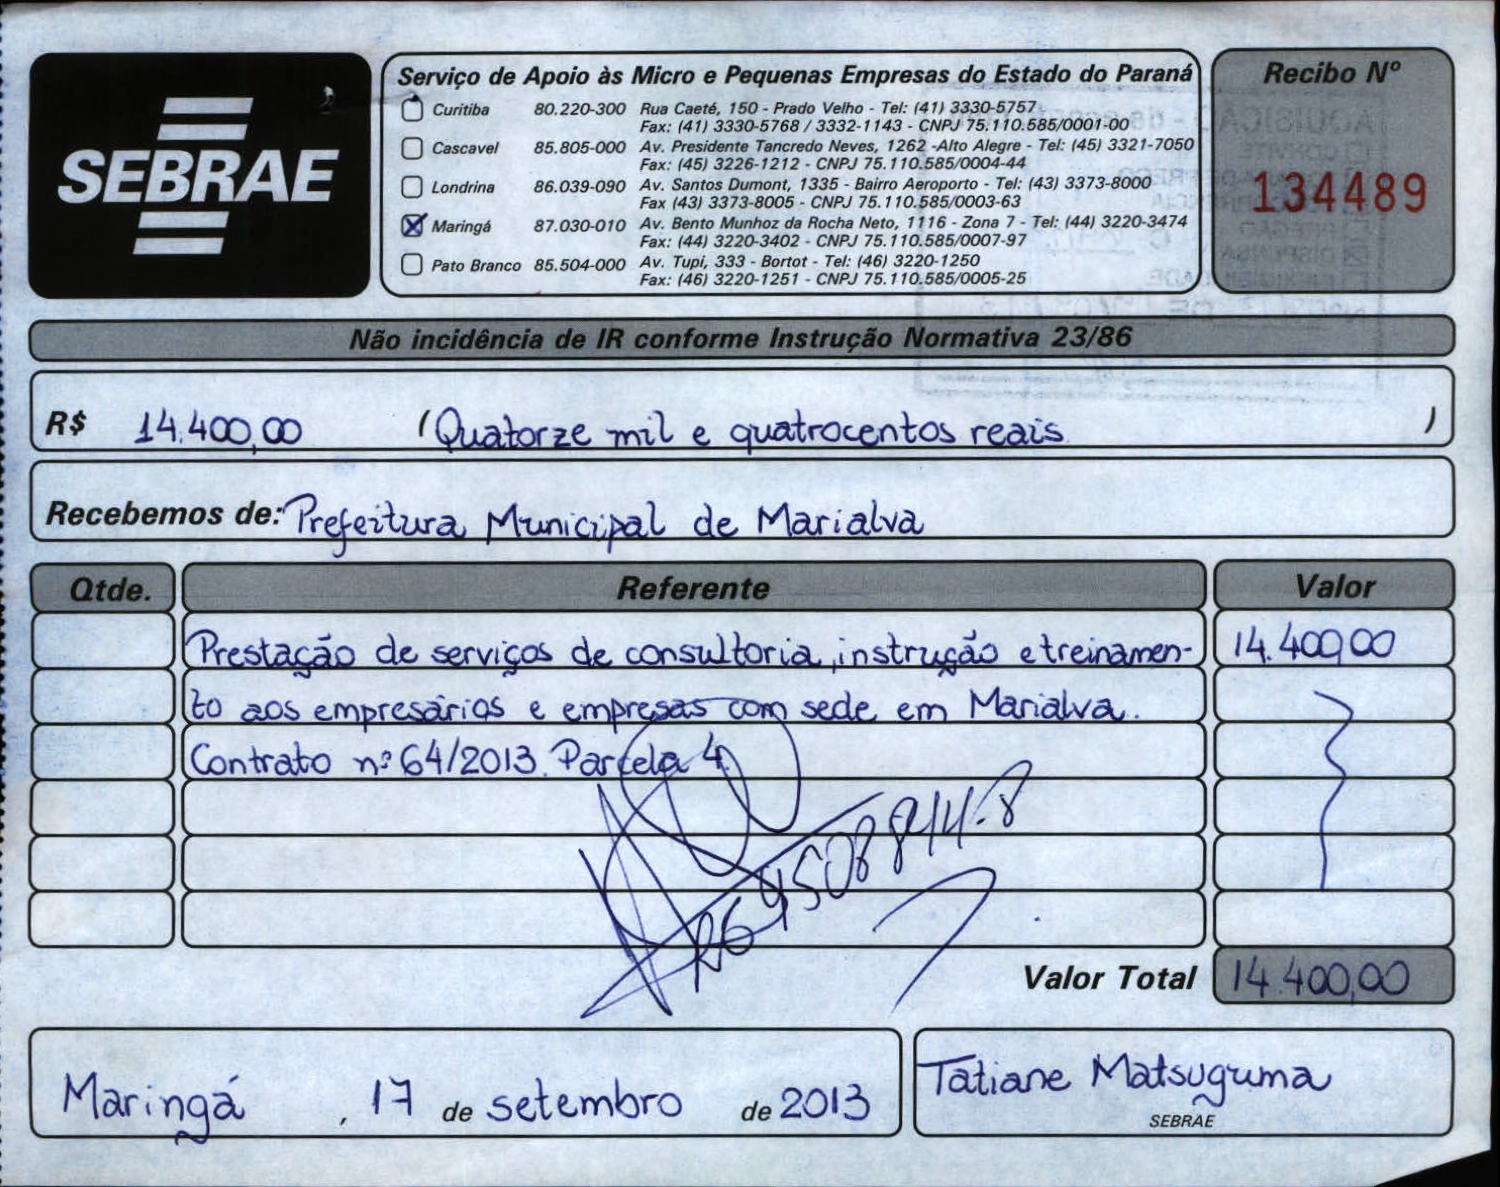 SEBRAE
Serviço de Apoio às Micro e Pequenas Empresas do Estado do Paraná
Curitiba 80.220-300 Rua Caeté, 150 - Prado Velho - Tel: (41) 3330-5757
Fax: (41) 3330-5768 / 3332-1143 - CNPJ 75.110.585/0001-00
Cascavel 85.805-000 Av. Presidente Tancredo Neves, 1262 -Alto Alegre - Tel: (45) 3321-7050
Fax: (45) 3226-1212 - CNPJ 75.110.585/0004-44
Londrina 86.039-090 Av. Santos Dumont, 1335 - Bairro Aeroporto - Tel: (43) 3373-8000
Fax (43) 3373-8005 - CNPJ 75.110.585/0003-63
Maringá 87.030-010 Av. Bento Munhoz da Rocha Neto, 1116 - Zona 7 - Tel: (44) 3220-3474
Fax: (44) 3220-3402 - CNPJ 75.110.585/0007-97
Pato Branco 85.504-000 Av. Tupi, 333 - Bortot - Tel: (46) 3220-1250
Fax: (46) 3220-1251 - CNPJ 75.110.585/0005-25
Recibo Nº
134489
Não incidência de IR conforme Instrução Normativa 23/86
R$ 14.400,00 (Quatorze mil e quatrocentos reais )
Recebemos de: Prefeitura Municipal de Marialva
Qtde. Referente Valor
Prestação de serviços de consultoria, instrução e treinamen- 14.400,00
to aos empresários e empresas com sede em Marialva.
Contrato nº 64/2013. Parcela 4.
Valor Total 14.400,00
Maringá, 17 de setembro de 2013
Tatiane Matsuguma
SEBRAE